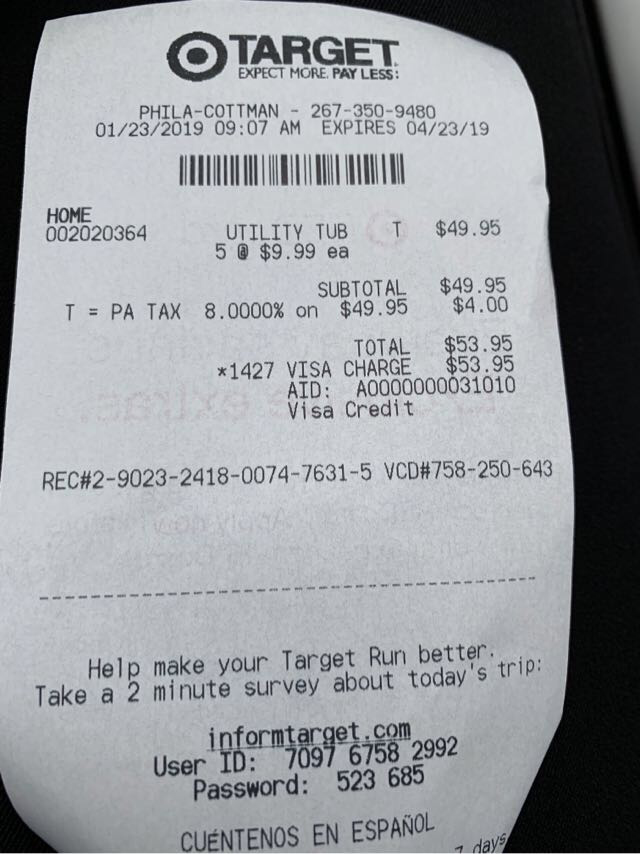 TARGET
EXPECT MORE. PAY LESS.
PHILA-COTTMAN - 267-350-9480
01/23/2019 09:07 AM EXPIRES 04/23/19
HOME
002020364 UTILITY TUB T $49.95
5 @ $9.99 ea
SUBTOTAL $49.95
T = PA TAX 8.0000% on $49.95 $4.00
TOTAL $53.95
*1427 VISA CHARGE $53.95
AID: A0000000031010
Visa Credit
REC#2-9023-2418-0074-7631-5 VCD#758-250-643
Help make your Target Run better.
Take a 2 minute survey about today's trip:
informtarget.com
User ID: 7097 6758 2992
Password: 523 685
CUÉNTENOS EN ESPAÑOL
7 days